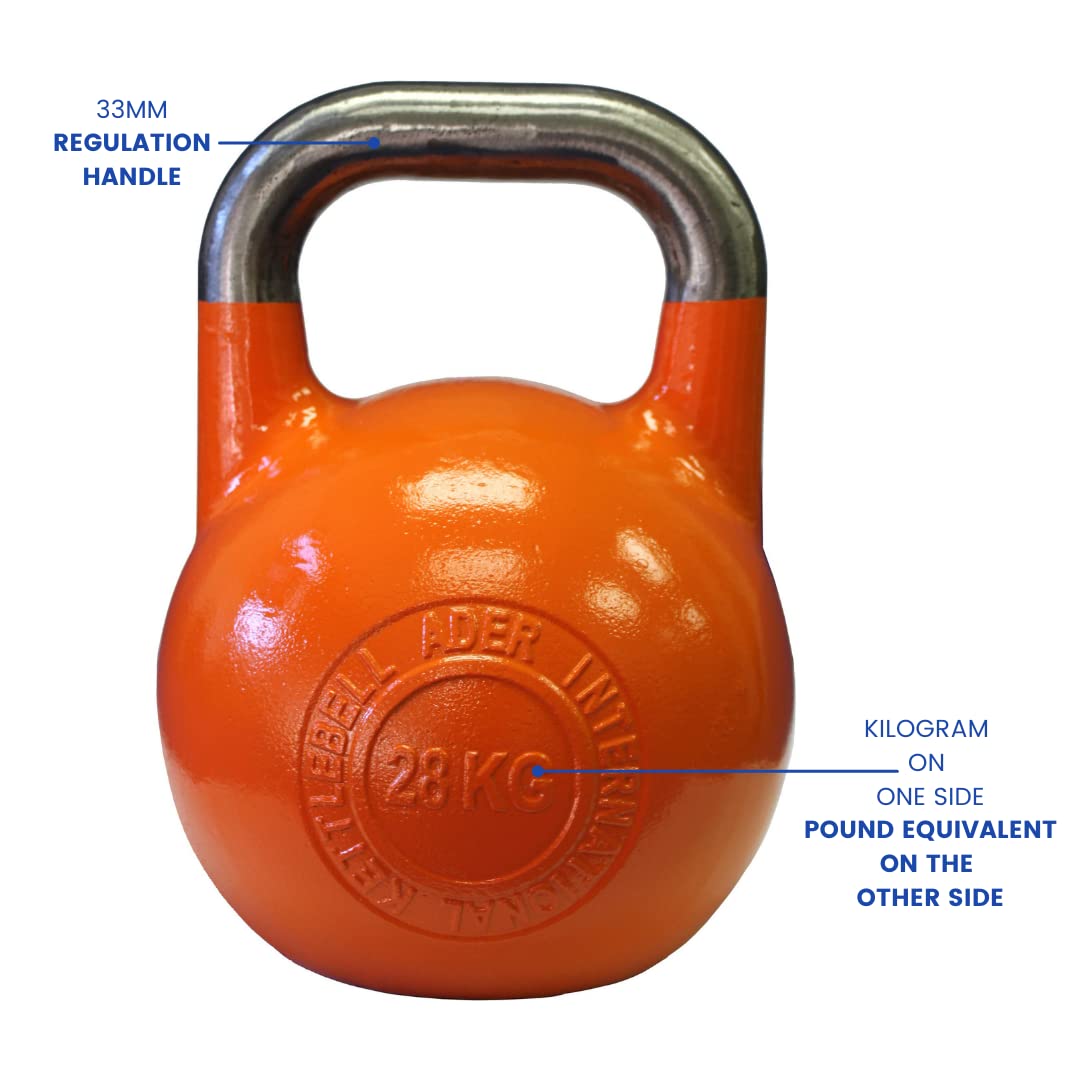 33MM
REGULATION
HANDLE
ADER INTERNATIONAL KETTLEBELL
28 KG
KILOGRAM
ON
ONE SIDE
POUND EQUIVALENT
ON THE
OTHER SIDE